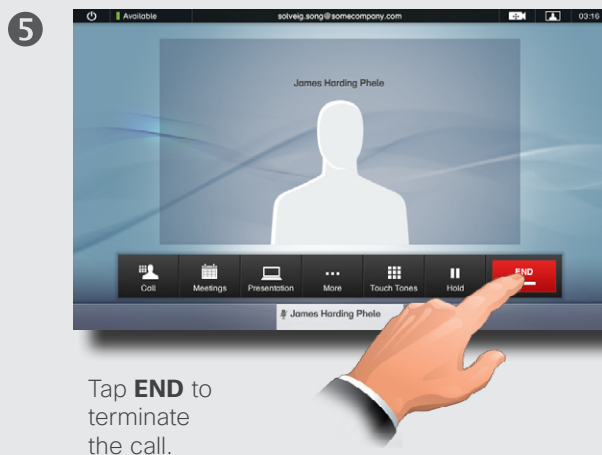 5
Available solveig.song@somecompany.com 03:16
James Harding Phele
Call Meetings Presentation More Touch Tones Hold END
James Harding Phele
Tap END to
terminate
the call.